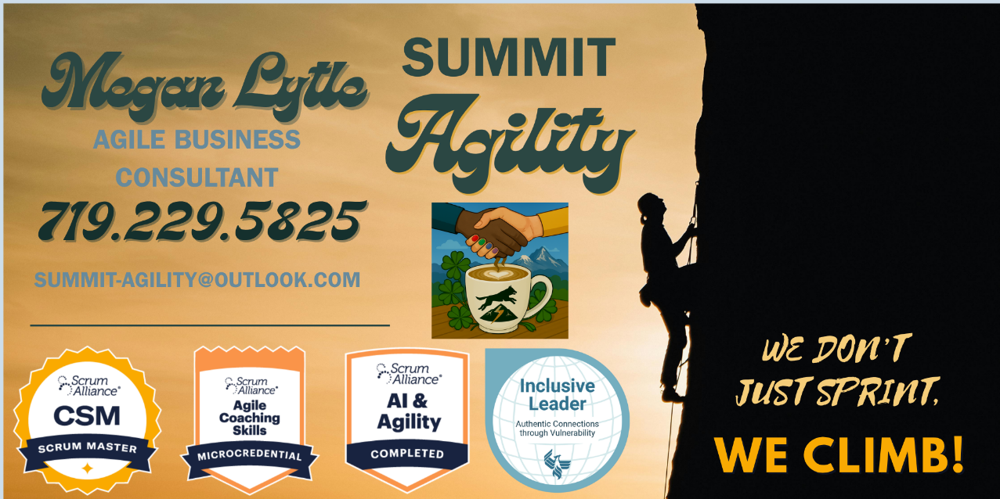 Megan Lytle
AGILE BUSINESS
CONSULTANT
719.229.5825
SUMMIT-AGILITY@OUTLOOK.COM
SUMMIT
Agility
Scrum
Alliance®
CSM
SCRUM MASTER
Scrum
Alliance®
Agile
Coaching
Skills
MICROCREDENTIAL
Scrum
Alliance®
AI &
Agility
COMPLETED
Inclusive
Leader
Authentic Connections
through Vulnerability
WE DON'T
JUST SPRINT,
WE CLIMB!